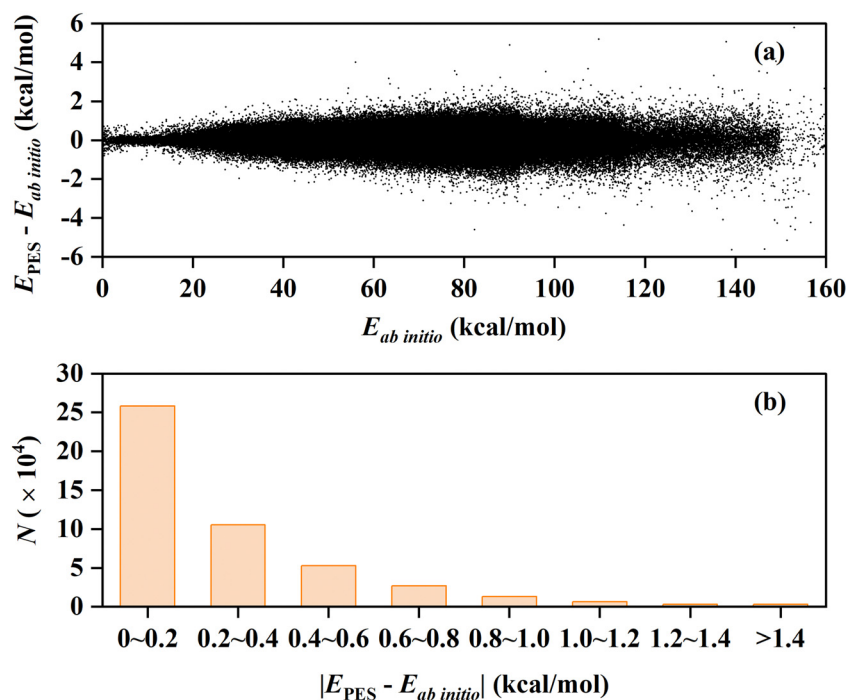 6
4
2
0
-2
-4
-6
E_PES - E_ab initio (kcal/mol)
(a)
0 20 40 60 80 100 120 140 160
E_ab initio (kcal/mol)
30
25
20
15
10
5
0
N ( × 10^4)
(b)
0~0.2 0.2~0.4 0.4~0.6 0.6~0.8 0.8~1.0 1.0~1.2 1.2~1.4 >1.4
|E_PES - E_ab initio| (kcal/mol)